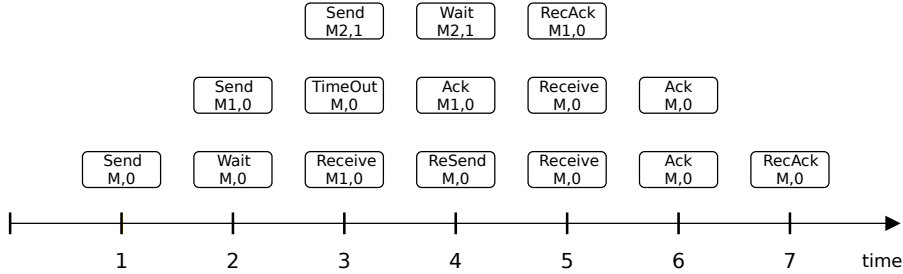 Send
M2,1
Wait
M2,1
RecAck
M1,0
Send
M1,0
TimeOut
M,0
Ack
M1,0
Receive
M,0
Ack
M,0
Send
M,0
Wait
M,0
Receive
M1,0
ReSend
M,0
Receive
M,0
Ack
M,0
RecAck
M,0
1 2 3 4 5 6 7 time